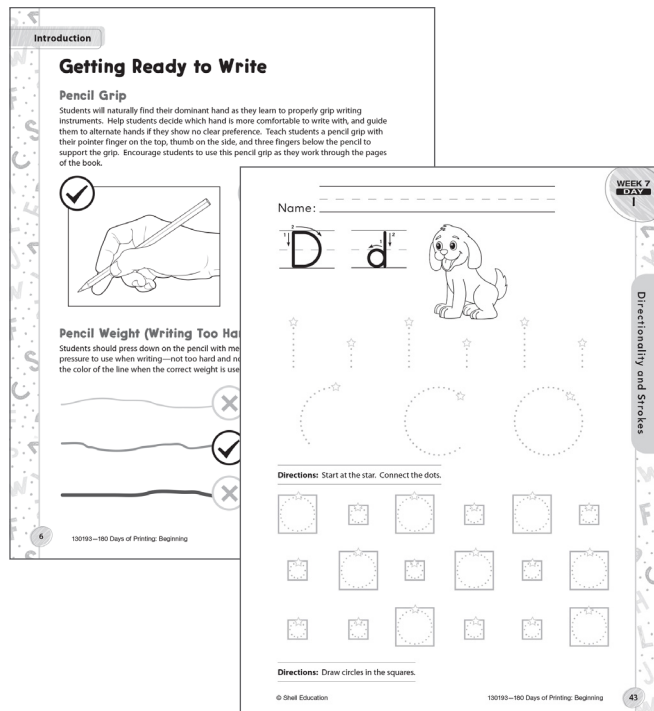 Introduction
Getting Ready to Write
Pencil Grip
Students will naturally find their dominant hand as they learn to properly grip writing
instruments. Help students decide which hand is more comfortable to write with, and guide
them to alternate hands if they show no clear preference. Teach students a pencil grip with
their pointer finger on the top, thumb on the side, and three fingers below the pencil to
support the grip. Encourage students to use this pencil grip as they work through the pages
of the book.
Pencil Weight (Writing Too Ha
Students should press down on the pencil with me
pressure to use when writing—not too hard and no
the color of the line when the correct weight is use
6
130193—180 Days of Printing: Beginning
WEEK 7
DAY
1
Name:
D d
Directionality and Strokes
Directions: Start at the star. Connect the dots.
Directions: Draw circles in the squares.
© Shell Education
130193—180 Days of Printing: Beginning
43